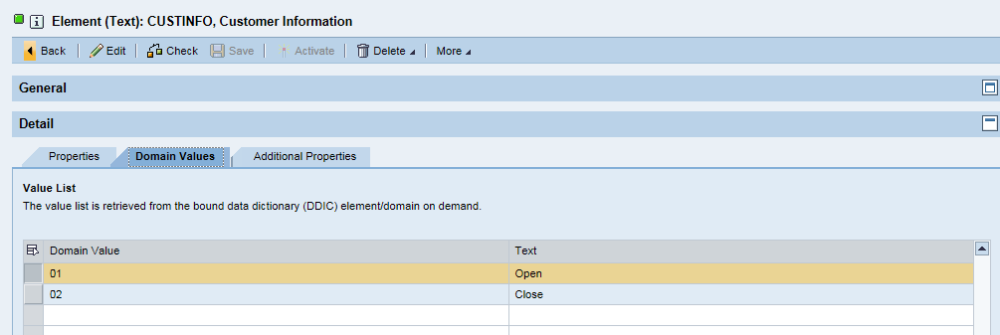 Element (Text): CUSTINFO, Customer Information
Back Edit Check Save Activate Delete More
General
Detail
Properties Domain Values Additional Properties
Value List
The value list is retrieved from the bound data dictionary (DDIC) element/domain on demand.
Domain Value Text
01 Open
02 Close